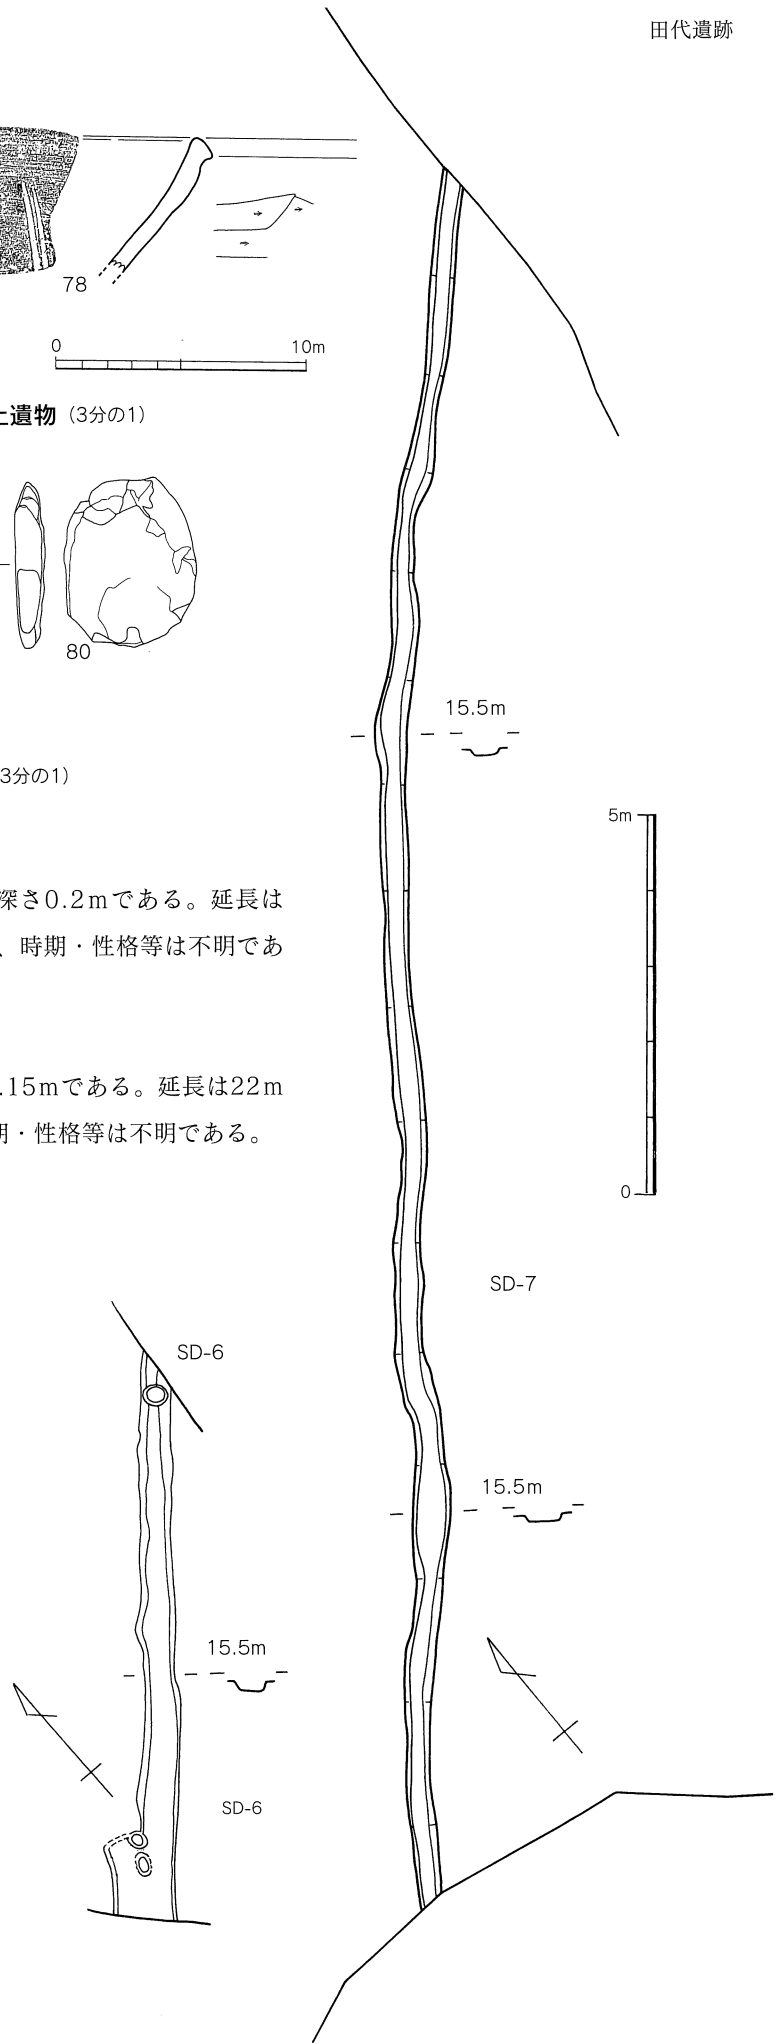 田代遺跡
78
0 10m
土遺物（3分の1）
80
15.5m
3分の1）
5m
深さ0.2mである。延長は
、時期・性格等は不明であ
.15mである。延長は22m
期・性格等は不明である。
0
SD-7
SD-6
15.5m
15.5m
SD-6